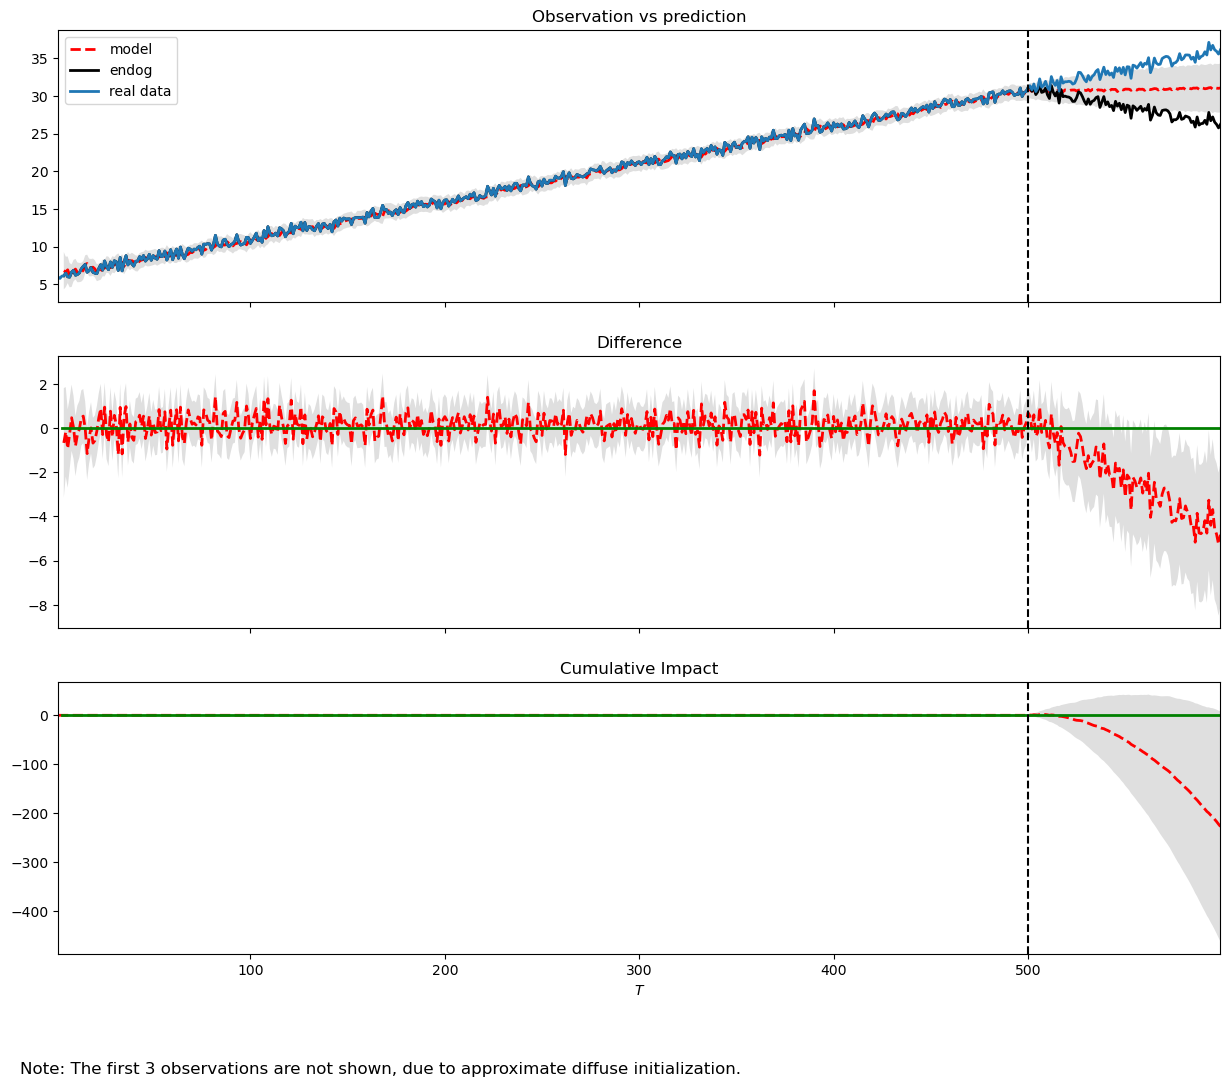 Observation vs prediction
model
endog
real data
35
30
25
20
15
10
5
Difference
2
0
−2
−4
−6
−8
Cumulative Impact
0
−100
−200
−300
−400
100 200 300 400 500
T
Note: The first 3 observations are not shown, due to approximate diffuse initialization.